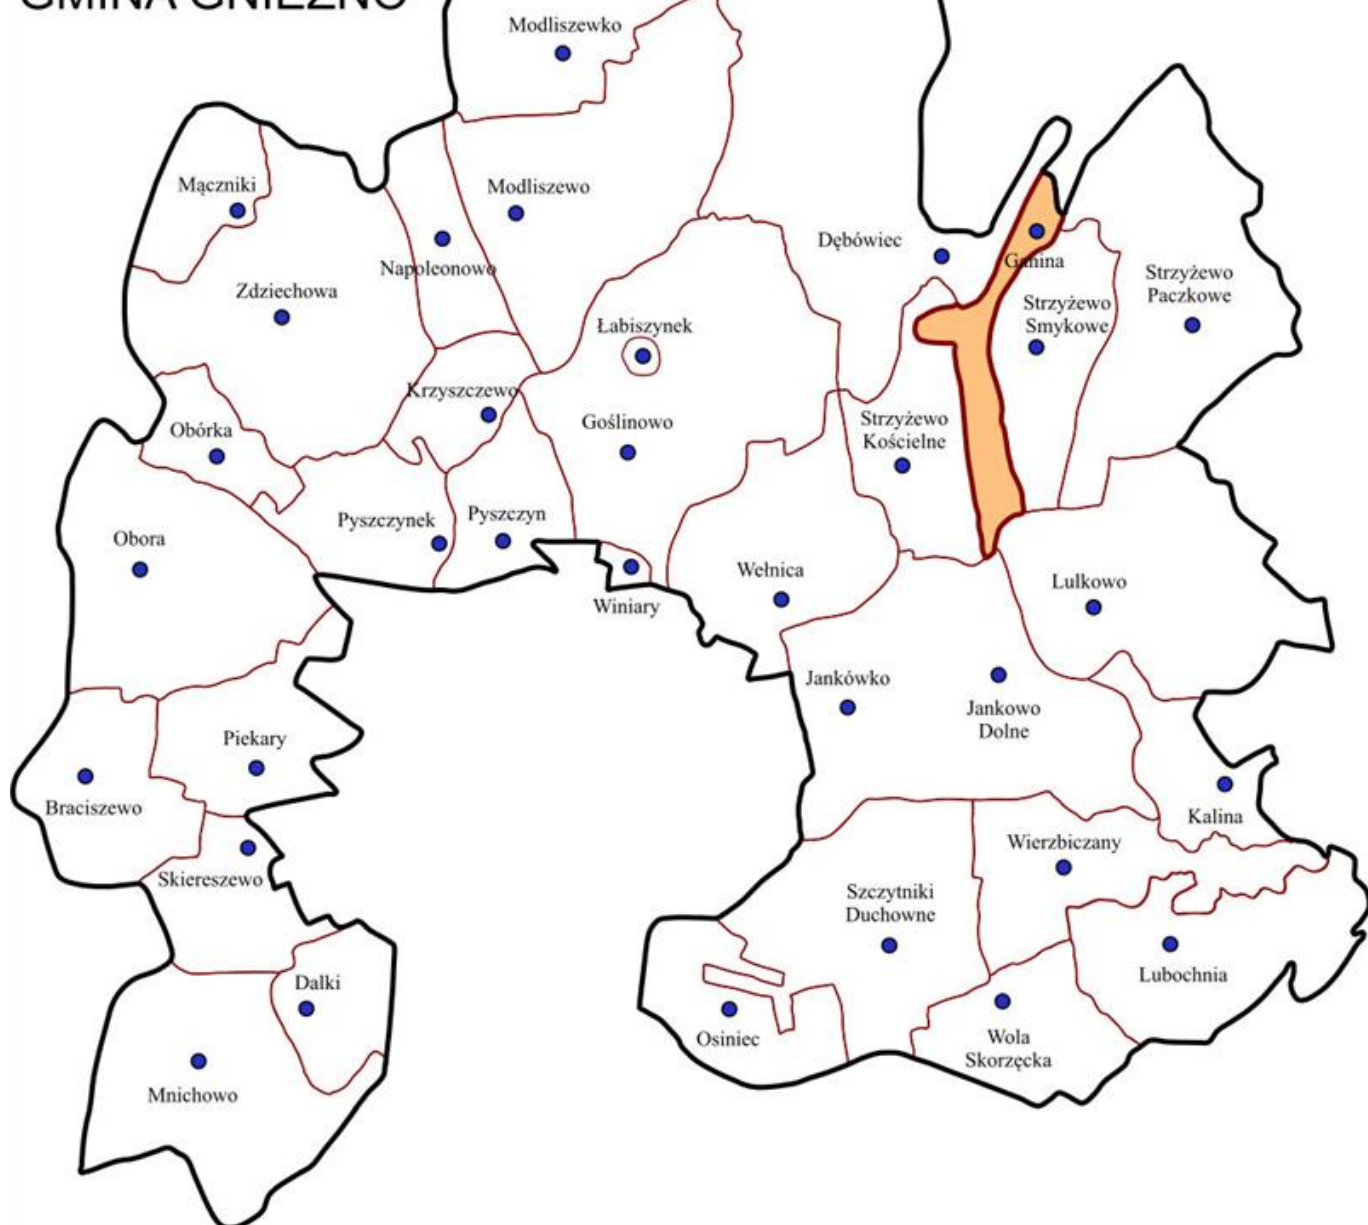 GMINA GNIEZNO
Modliszewko
Mączniki
Modliszewo
Dębówiec
Napoleonowo
Ganina
Zdziechowa
Strzyżewo
Paczkowe
Strzyżewo
Smykowe
Łabiszynek
Krzyszczewo
Goślinowo
Strzyżewo
Kościelne
Obórka
Pyszczynek
Pyszczyn
Obora
Wełnica
Lulkowo
Winiary
Jankówko
Jankowo
Dolne
Piekary
Braciszewo
Kalina
Wierzbiczany
Skiereszewo
Szczytniki
Duchowne
Lubochnia
Dalki
Osiniec
Wola
Skorzęcka
Mnichowo